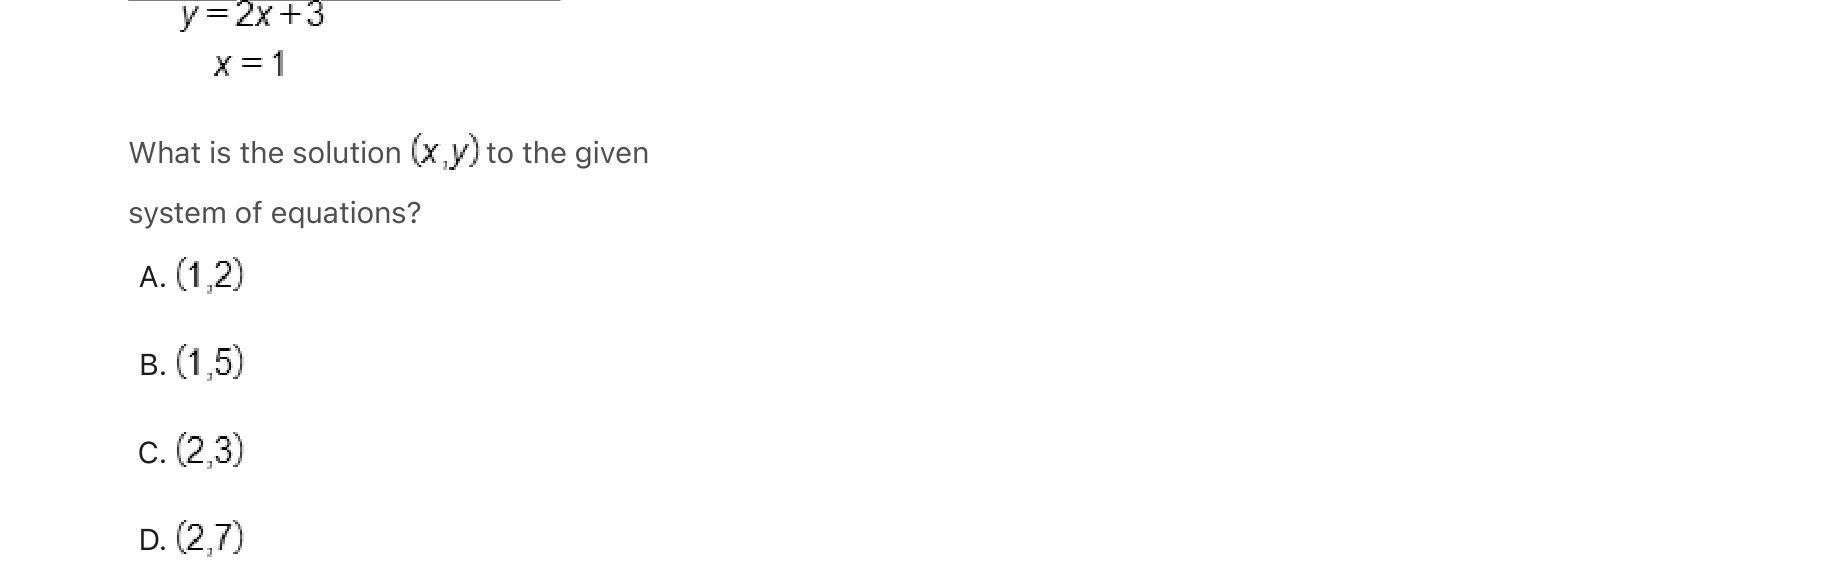 y=2x+3
x=1
What is the solution (x,y) to the given
system of equations?
A. (1,2)
B. (1,5)
C. (2,3)
D. (2,7)